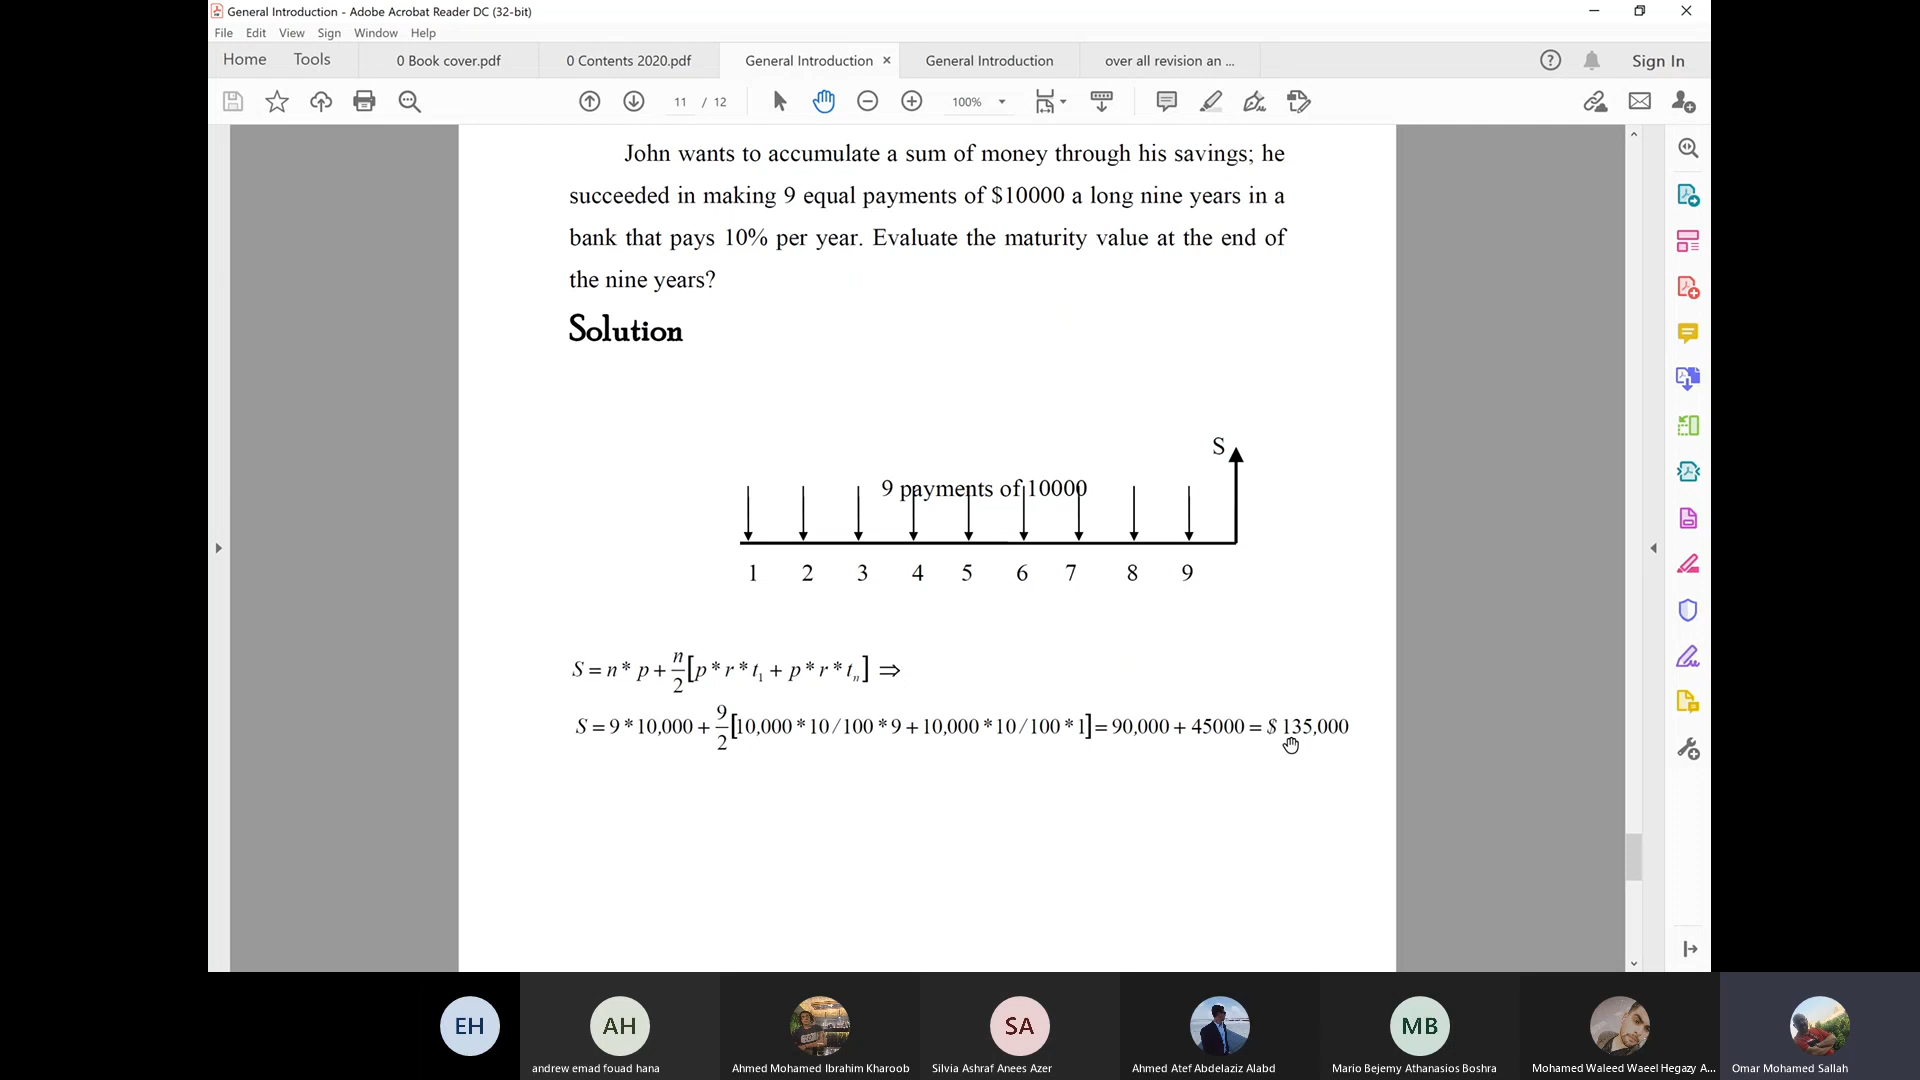 General Introduction - Adobe Acrobat Reader DC (32-bit)
File Edit View Sign Window Help
Home Tools 0 Book cover.pdf 0 Contents 2020.pdf General Introduction × General Introduction over all revision an ... Sign In
11 / 12 100%
John wants to accumulate a sum of money through his savings; he
succeeded in making 9 equal payments of $10000 a long nine years in a
bank that pays 10% per year. Evaluate the maturity value at the end of
the nine years?
Solution
S
9 payments of 10000
1 2 3 4 5 6 7 8 9
S = n * p + n/2 [p * r * t₁ + p * r * tₙ] ⇒
S = 9 * 10,000 + 9/2 [10,000 * 10 / 100 * 9 + 10,000 * 10 / 100 * 1] = 90,000 + 45000 = $ 135,000
EH AH SA MB
andrew emad fouad hana Ahmed Mohamed Ibrahim Kharoob Silvia Ashraf Anees Azer Ahmed Atef Abdelaziz Alabd Mario Bejemy Athanasios Boshra Mohamed Waleed Wael Hegazy A... Omar Mohamed Sallah